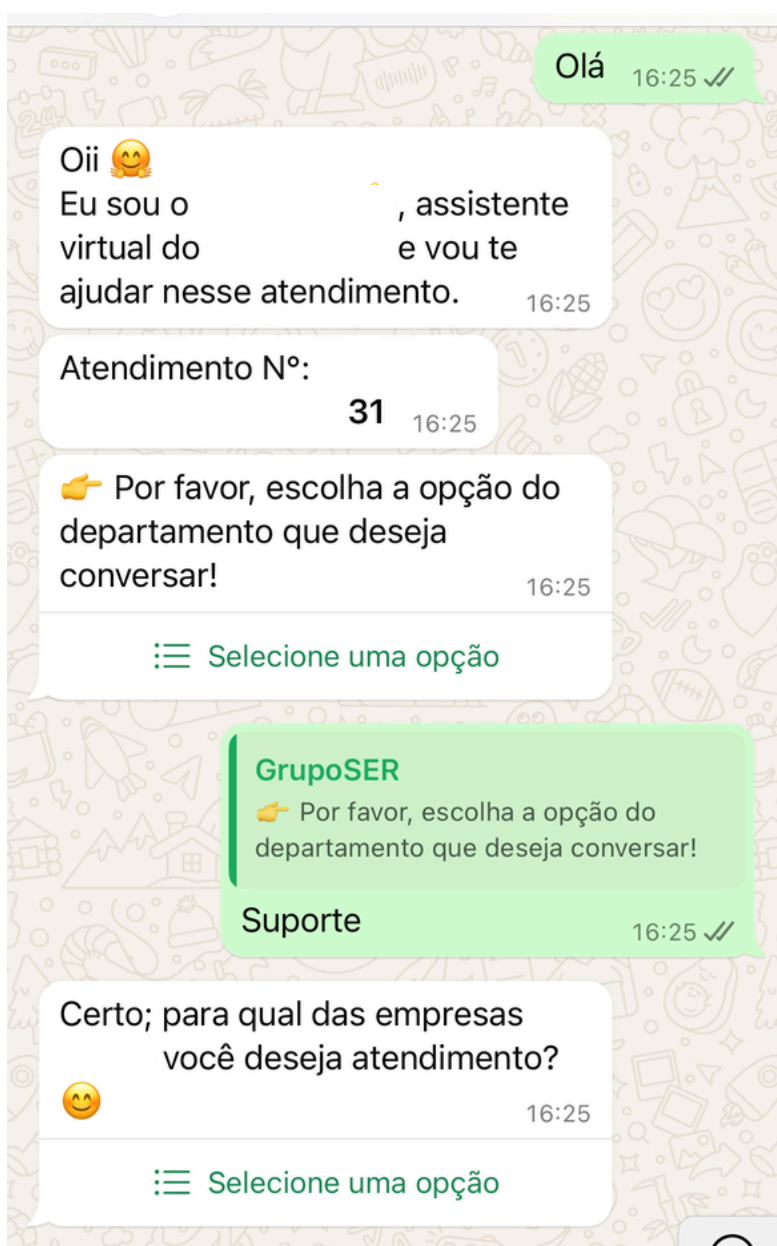 Olá 16:25
Oii 🤗
Eu sou o , assistente
virtual do e vou te
ajudar nesse atendimento. 16:25
Atendimento Nº:
31 16:25
👉 Por favor, escolha a opção do
departamento que deseja
conversar! 16:25
Selecione uma opção
GrupoSER
👉 Por favor, escolha a opção do
departamento que deseja conversar!
Suporte 16:25
Certo; para qual das empresas
você deseja atendimento?
😊 16:25
Selecione uma opção